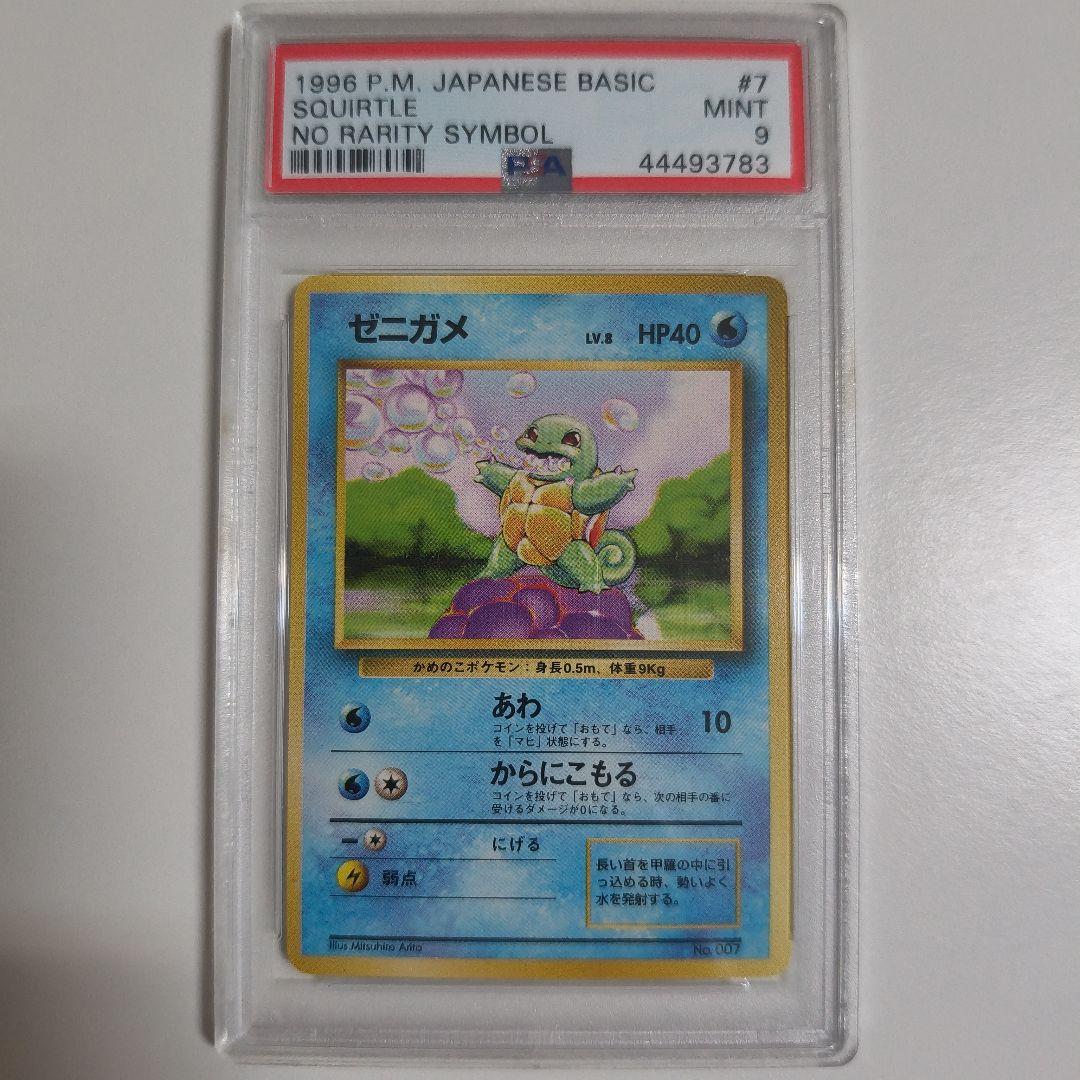 1996 P.M. JAPANESE BASIC #7
SQUIRTLE MINT
NO RARITY SYMBOL 9
PSA 44493783
ゼニガメ LV.8 HP40
かめのこポケモン：身長0.5m、体重9Kg
あわ 10
コインを投げて「おもて」なら、相手
を「マヒ」状態にする。
からにこもる
コインを投げて「おもて」なら、次の相手の番に
受けるダメージが0になる。
にげる
弱点
長い首を甲羅の中に引
っ込める時、勢いよく
水を発射する。
Illus. Mitsuhiro Arita No. 007